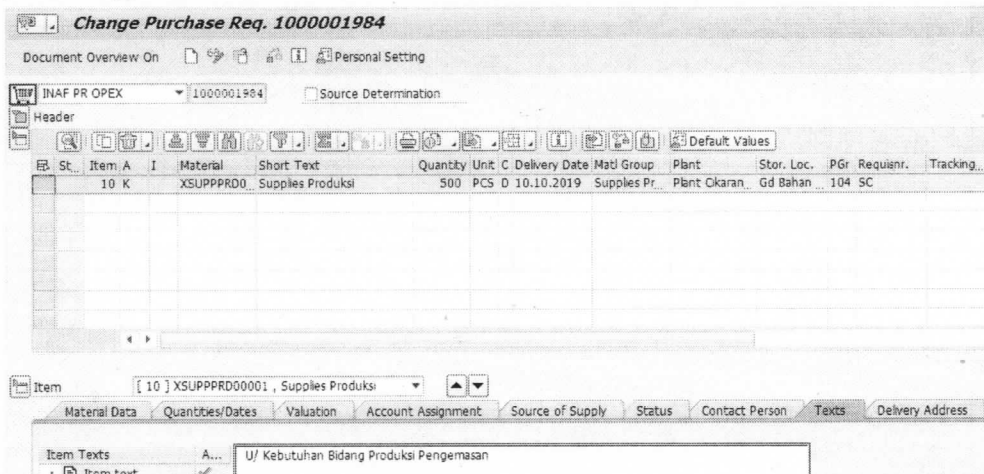 Change Purchase Req. 1000001984
Document Overview On Personal Setting
INAF PR OPEX 1000001984 Source Determination
Header
Default Values
St... Item A I Material Short Text Quantity Unit C Delivery Date Matl Group Plant Stor. Loc. PGr Requisnr. Tracking...
10 K XSUPPPRD0... Supplies Produksi 500 PCS D 10.10.2019 Supplies Pr... Plant Cikaran... Gd Bahan ... 104 SC
Item [ 10 ] XSUPPPRD00001 , Supplies Produksi
Material Data Quantities/Dates Valuation Account Assignment Source of Supply Status Contact Person Texts Delivery Address
Item Texts A... U/ Kebutuhan Bidang Produksi Pengemasan
Item text